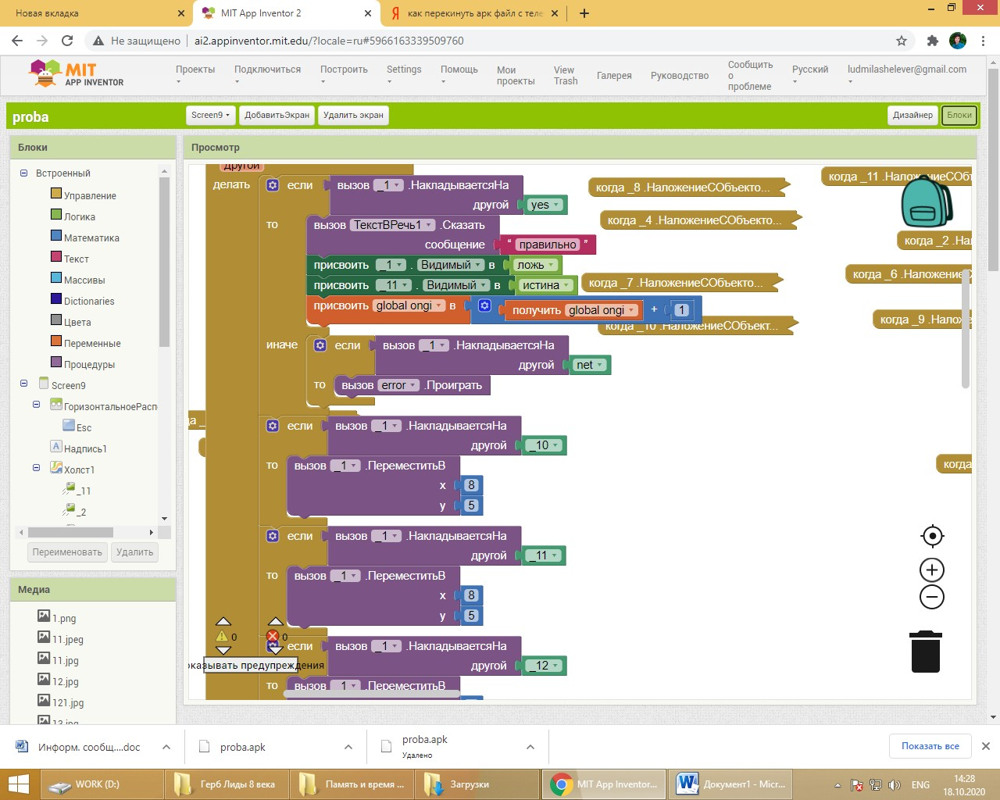 Новая вкладка
MIT App Inventor 2
Я как перекинуть арк файл с теле
Не защищено
ai2.appinventor.mit.edu/?locale=ru#5966163339509760
MIT
APP INVENTOR
Проекты
Подключиться
Построить
Settings
Помощь
Мои
проекты
View
Trash
Галерея
Руководство
Сообщить
о
проблеме
Русский
ludmilashelever@gmail.com
proba
Screen9
ДобавитьЭкран
Удалить экран
Дизайнер
Блоки
Блоки
Просмотр
Встроенный
Управление
Логика
Математика
Текст
Массивы
Dictionaries
Цвета
Переменные
Процедуры
Screen9
ГоризонтальноеРасп
Esc
Надпись1
Холст1
_11
_2
Переименовать
Удалить
Медиа
1.png
11.jpeg
11.jpg
12.jpg
121.jpg
13.jpg
другой
делать
если вызов _1 .НакладываетсяНа
другой yes
то вызов ТекстВРечь1 .Сказать
сообщение “ правильно ”
присвоить _1 . Видимый в ложь
присвоить _11 . Видимый в истина
присвоить global ongi в получить global ongi + 1
иначе если вызов _1 .НакладываетсяНа
другой net
то вызов error .Проиграть
если вызов _1 .НакладываетсяНа
другой _10
то вызов _1 .ПереместитьВ
x 8
y 5
если вызов _1 .НакладываетсяНа
другой _11
то вызов _1 .ПереместитьВ
x 8
y 5
если вызов _1 .НакладываетсяНа
другой _12
то вызов _1 .ПереместитьВ
когда _8 .НаложениеСОбъекто...
когда _4 .НаложениеСОбъекто...
когда _7 .НаложениеСОбъекто...
когда _10 .НаложениеСОбъект...
когда _11 .НаложениеСОбъ
когда _2 .На
когда _6 .Наложение
когда _9 .Налож
когда
да _
0
0
оказывать предупреждения
Информ. сообщ....doc
proba.apk
proba.apk
Удалено
Показать все
WORK (D:)
Герб Лиды 8 века
Память и время ...
Загрузки
MIT App Inventor...
Документ1 - Micr...
ENG
14:28
18.10.2020